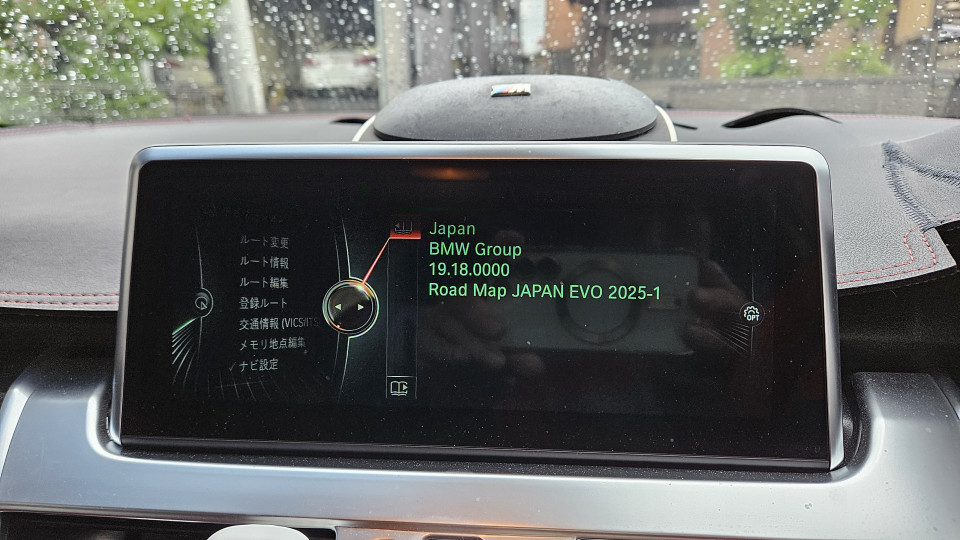 ルート変更
ルート情報
ルート編集
登録ルート
交通情報 (VICS/ITS
メモリ地点編集
ナビ設定
Japan
BMW Group
19.18.0000
Road Map JAPAN EVO 2025-1
OPT